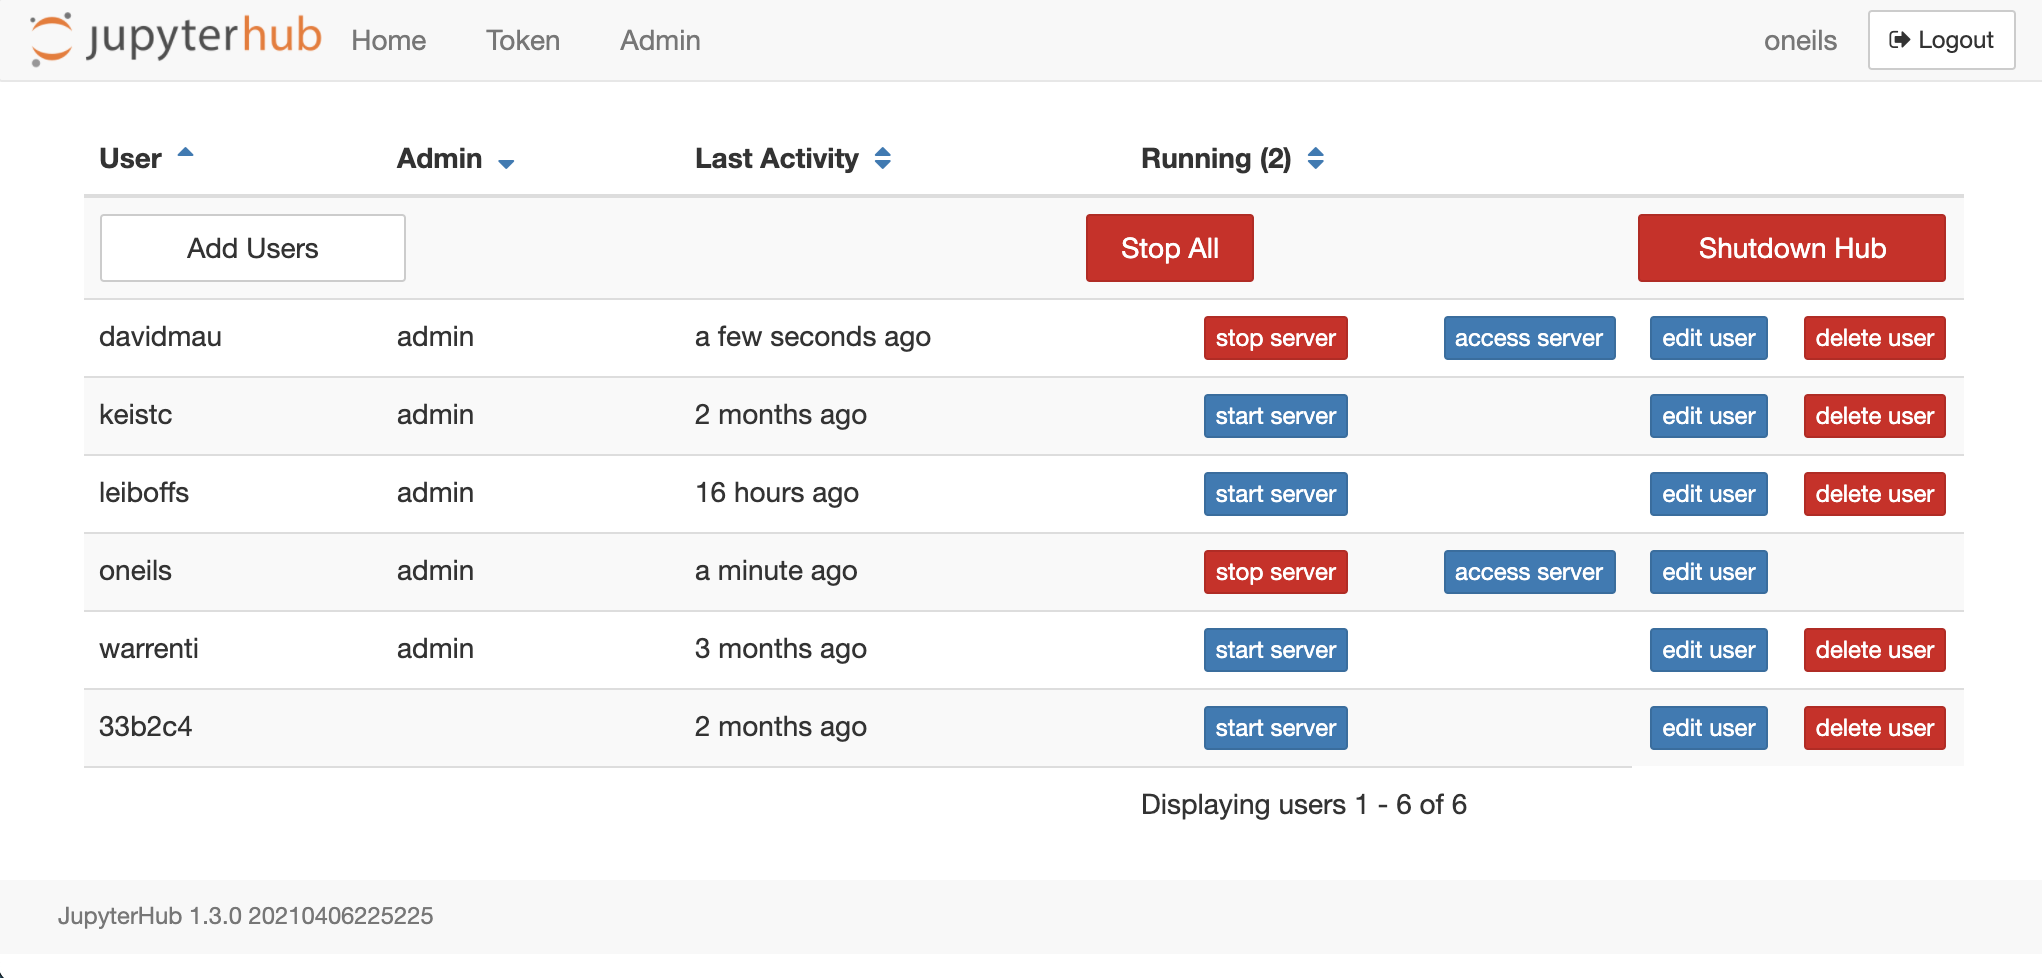 jupyterhub Home Token Admin oneils Logout
User Admin Last Activity Running (2)
Add Users Stop All Shutdown Hub
davidmau admin a few seconds ago stop server access server edit user delete user
keistc admin 2 months ago start server edit user delete user
leiboffs admin 16 hours ago start server edit user delete user
oneils admin a minute ago stop server access server edit user
warrenti admin 3 months ago start server edit user delete user
33b2c4 2 months ago start server edit user delete user
Displaying users 1 - 6 of 6
JupyterHub 1.3.0 20210406225225